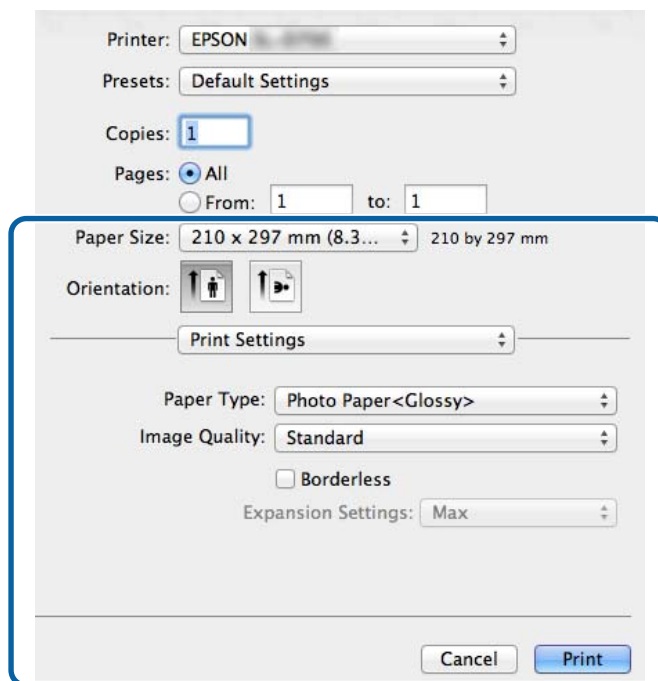 Printer: EPSON
Presets: Default Settings
Copies: 1
Pages: All
From: 1 to: 1
Paper Size: 210 x 297 mm (8.3... 210 by 297 mm
Orientation:
Print Settings
Paper Type: Photo Paper<Glossy>
Image Quality: Standard
Borderless
Expansion Settings: Max
Cancel Print